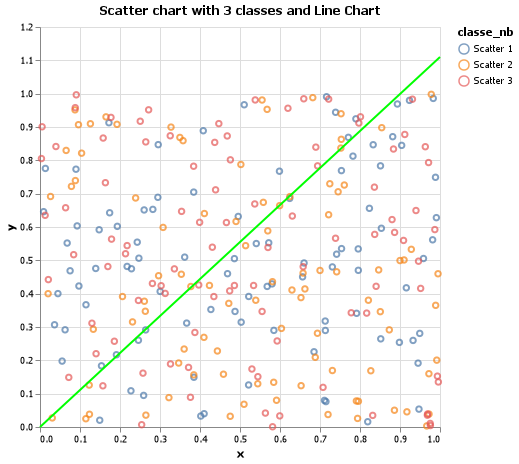 Scatter chart with 3 classes and Line Chart
classe_nb
Scatter 1
Scatter 2
Scatter 3
y
1.2
1.1
1.0
0.9
0.8
0.7
0.6
0.5
0.4
0.3
0.2
0.1
0.0
0.0 0.1 0.2 0.3 0.4 0.5 0.6 0.7 0.8 0.9 1.0
x